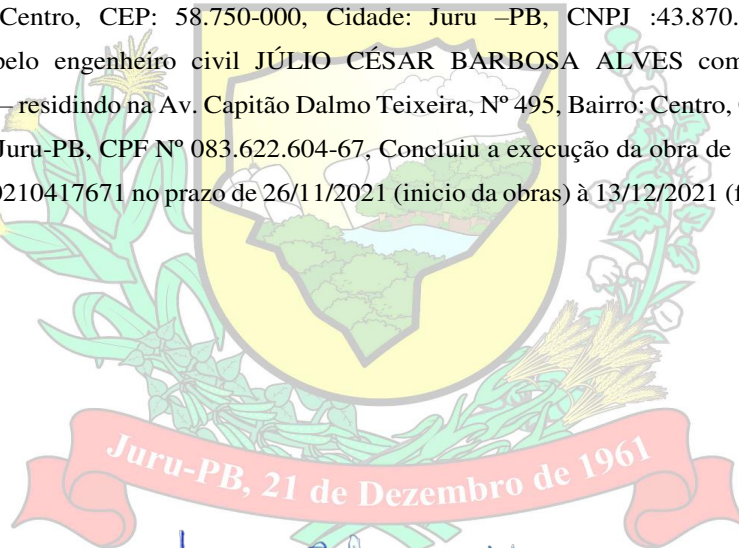 Centro, CEP: 58.750-000, Cidade: Juru –PB, CNPJ :43.870.
pelo engenheiro civil JÚLIO CÉSAR BARBOSA ALVES com
– residindo na Av. Capitão Dalmo Teixeira, Nº 495, Bairro: Centro,
Juru-PB, CPF Nº 083.622.604-67, Concluiu a execução da obra de
0210417671 no prazo de 26/11/2021 (inicio da obras) à 13/12/2021
Juru-PB, 21 de Dezembro de 1961